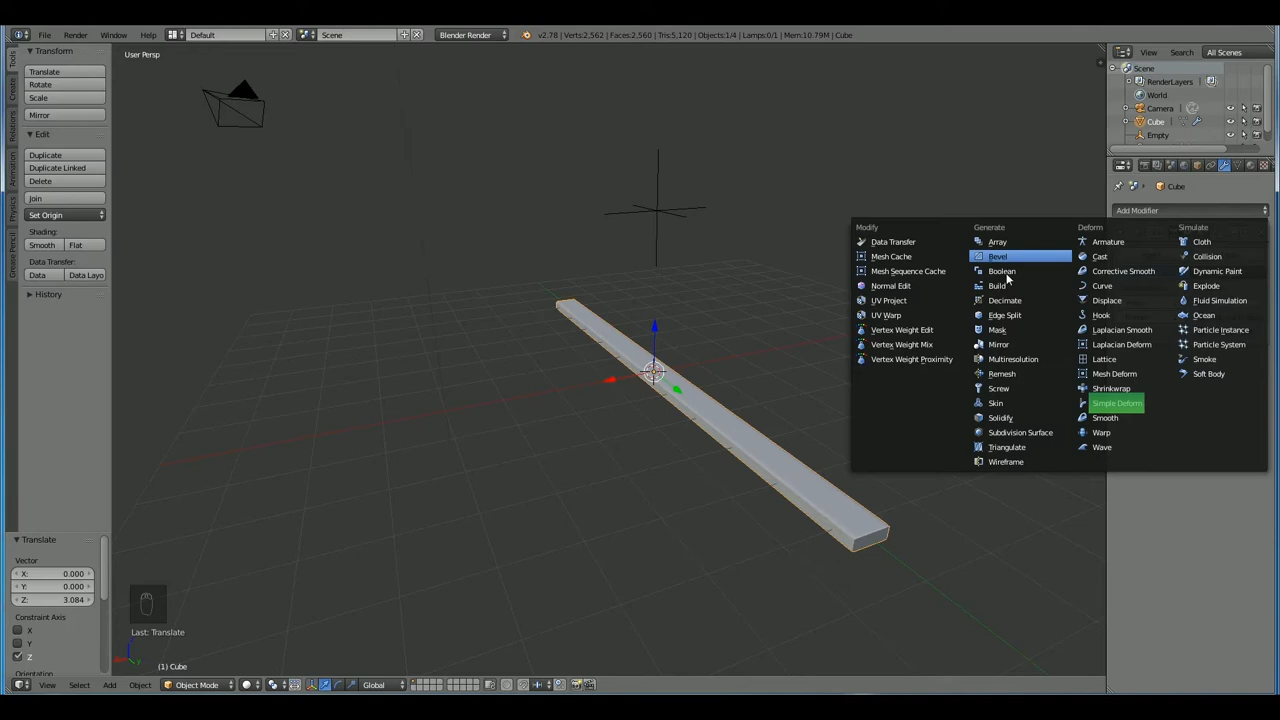 File Render Window Help Default Scene Blender Render v2.78 | Verts:2,562 | Faces:2,560 | Tris:5,120 | Objects:1/4 | Lamps:0/1 | Mem:10.79M | Cube View Search All Scenes
Tools
Create
Relations
Animation
Physics
Grease Pencil
Transform
Translate
Rotate
Scale
Mirror
Edit
Duplicate
Duplicate Linked
Delete
Join
Set Origin
Shading:
Smooth Flat
Data Transfer:
Data Data Layo
History
Translate
Vector
X: 0.000
Y: 0.000
Z: 3.084
Constraint Axis
X
Y
Z
Orientation
User Persp
Last: Translate
(1) Cube
Scene
RenderLayers
World
Camera
Cube
Empty
Cube
Add Modifier
Modify
Data Transfer
Mesh Cache
Mesh Sequence Cache
Normal Edit
UV Project
UV Warp
Vertex Weight Edit
Vertex Weight Mix
Vertex Weight Proximity
Generate
Array
Bevel
Boolean
Build
Decimate
Edge Split
Mask
Mirror
Multiresolution
Remesh
Screw
Skin
Solidify
Subdivision Surface
Triangulate
Wireframe
Deform
Armature
Cast
Corrective Smooth
Curve
Displace
Hook
Laplacian Smooth
Laplacian Deform
Lattice
Mesh Deform
Shrinkwrap
Simple Deform
Smooth
Warp
Wave
Simulate
Cloth
Collision
Dynamic Paint
Explode
Fluid Simulation
Ocean
Particle Instance
Particle System
Smoke
Soft Body
View Select Add Object Object Mode Global